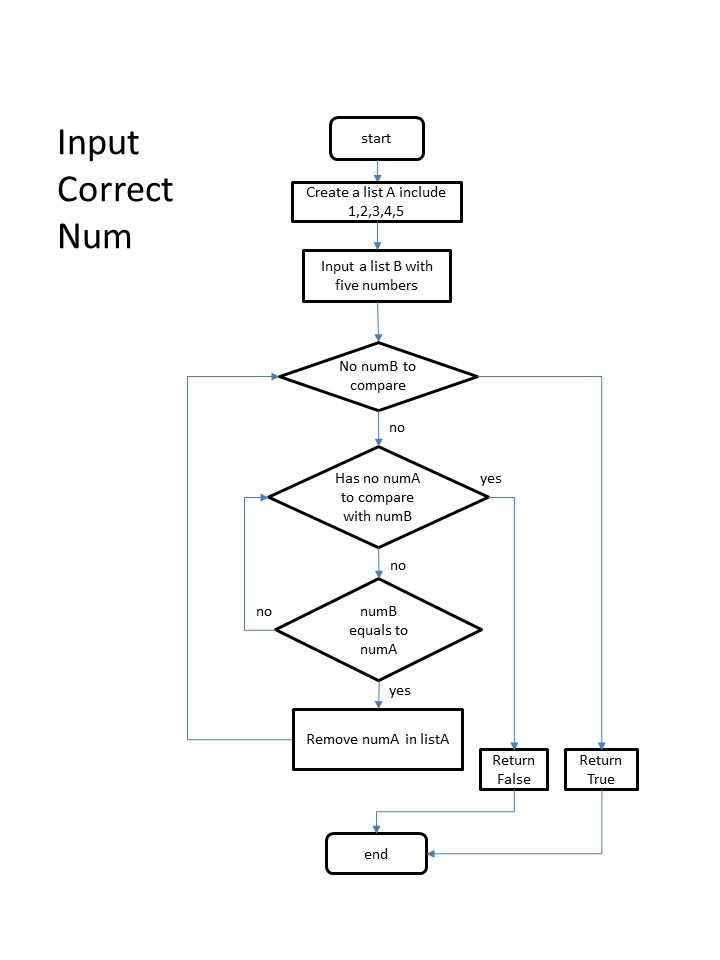 Input
Correct
Num
start
Create a list A include
1,2,3,4,5
Input a list B with
five numbers
No numB to
compare
no
Has no numA
to compare
with numB
yes
no
numB
equals to
numA
no
yes
Remove numA in listA
Return
False
Return
True
end